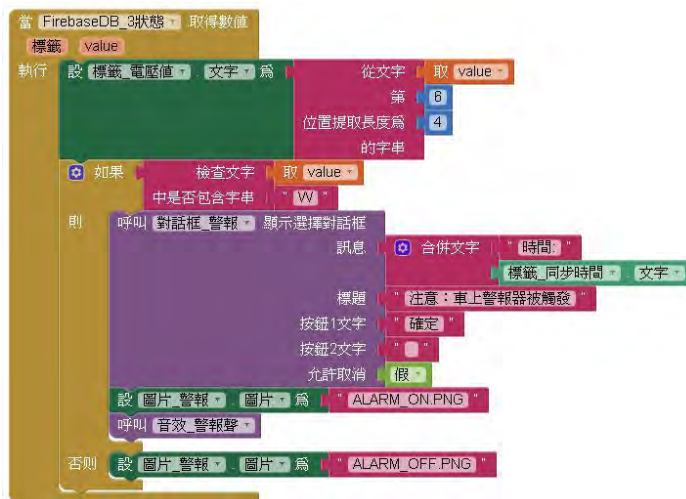 當 FirebaseDB_3狀態 .取得數值
標籤 value
執行 設 標籤_電壓值 . 文字 為 從文字 取 value
第 6
位置提取長度為 4
的字串
如果 檢查文字 取 value
中是否包含字串 " W "
則 呼叫 對話框_警報 .顯示選擇對話框
訊息 合併文字 " 時間: "
標籤_同步時間 . 文字
標題 " 注意：車上警報器被觸發 "
按鈕1文字 " 確定 "
按鈕2文字 " "
允許取消 假
設 圖片_警報 . 圖片 為 " ALARM_ON.PNG "
呼叫 音效_警報聲
否則 設 圖片_警報 . 圖片 為 " ALARM_OFF.PNG "